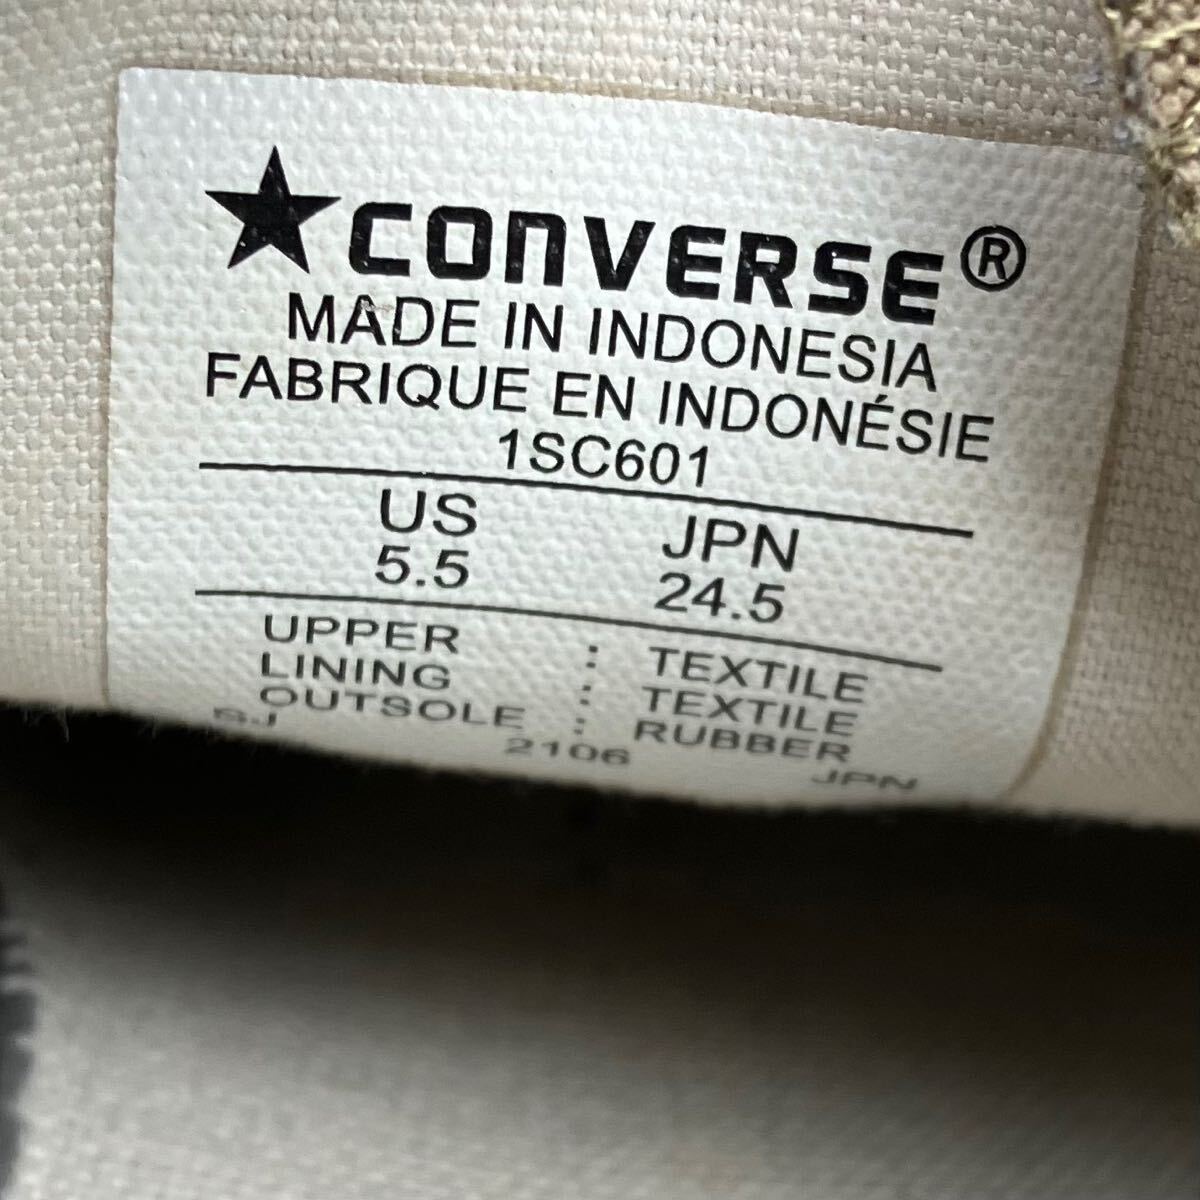 ★CONVERSE®
MADE IN INDONESIA
FABRIQUE EN INDONÉSIE
1SC601
US JPN
5.5 24.5
UPPER : TEXTILE
LINING : TEXTILE
OUTSOLE : RUBBER
SJ 2106 JPN